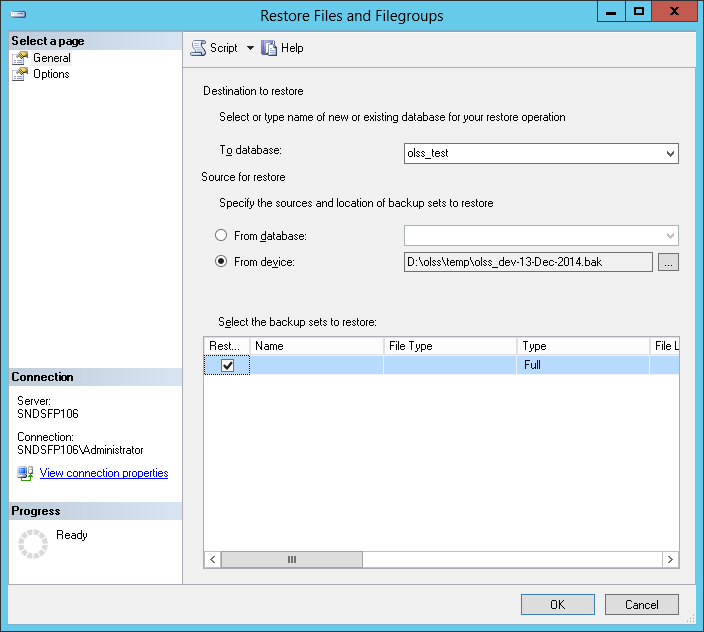 Restore Files and Filegroups
Select a page
General
Options
Script
Help
Destination to restore
Select or type name of new or existing database for your restore operation
To database:
olss_test
Source for restore
Specify the sources and location of backup sets to restore
From database:
From device:
D:\olss\temp\olss_dev-13-Dec-2014.bak
...
Select the backup sets to restore:
Rest... Name File Type Type File L
Full
Connection
Server:
SNDSFP106
Connection:
SNDSFP106\Administrator
View connection properties
Progress
Ready
OK
Cancel